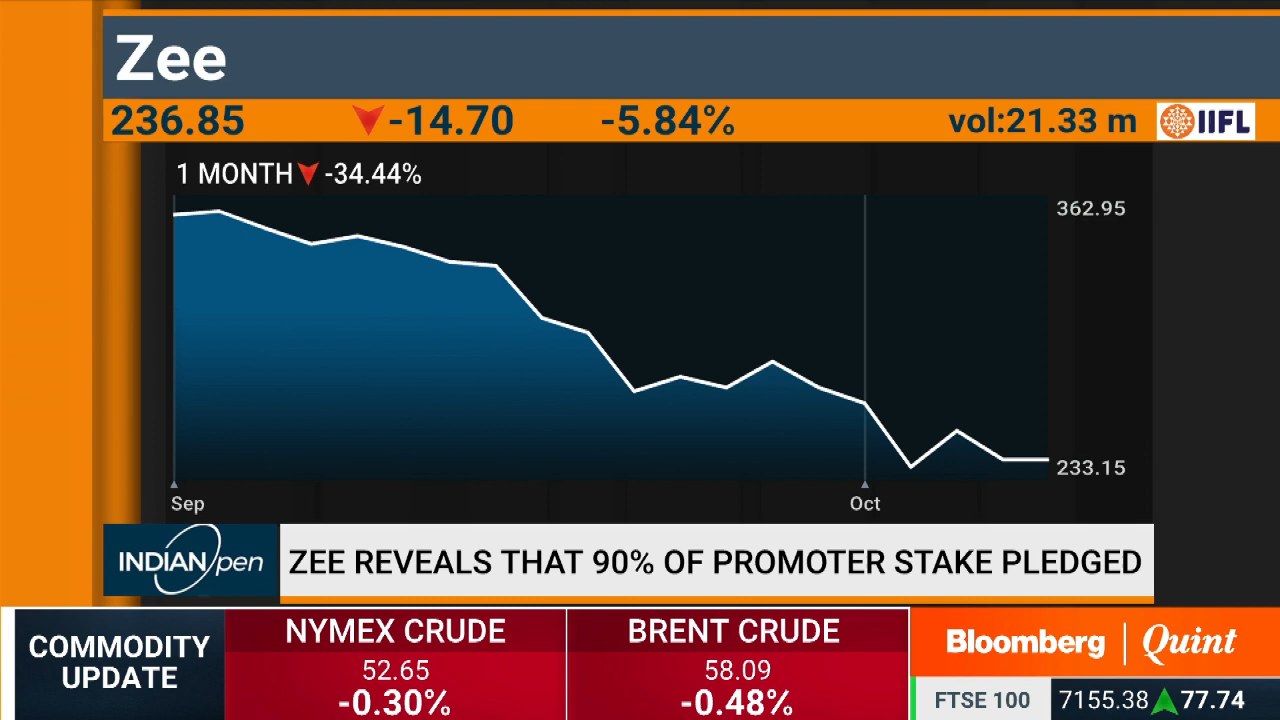 Zee
236.85 -14.70 -5.84% vol:21.33 m IIFL
1 MONTH -34.44%
362.95
233.15
Sep Oct
INDIAN Open ZEE REVEALS THAT 90% OF PROMOTER STAKE PLEDGED
COMMODITY
UPDATE
NYMEX CRUDE
52.65
-0.30%
BRENT CRUDE
58.09
-0.48%
Bloomberg | Quint
FTSE 100 7155.38 77.74